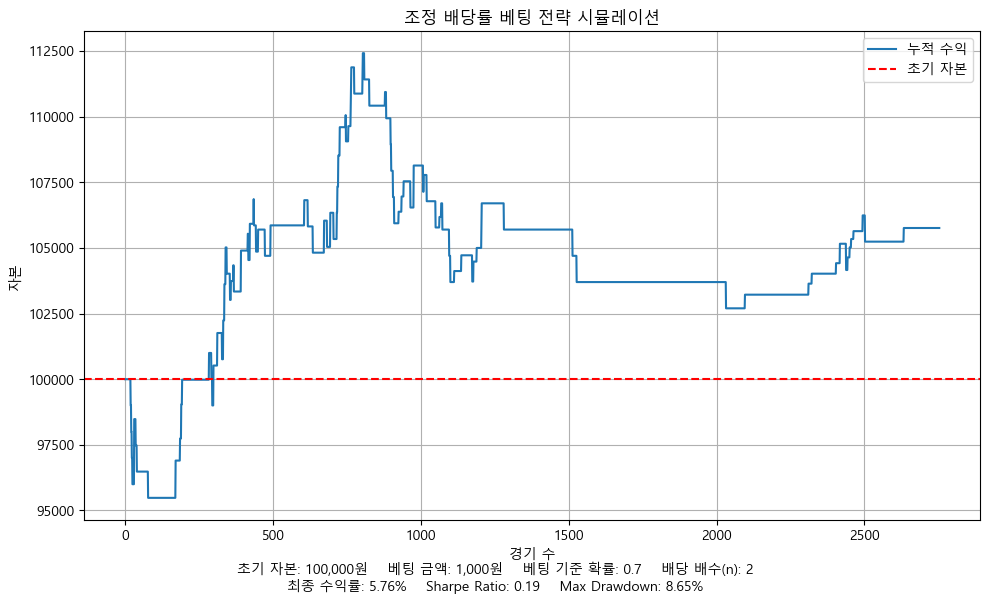 조정 배당률 베팅 전략 시뮬레이션
누적 수익
초기 자본
자본
112500
110000
107500
105000
102500
100000
97500
95000
0 500 1000 1500 2000 2500
경기 수
초기 자본: 100,000원 베팅 금액: 1,000원 베팅 기준 확률: 0.7 배당 배수(n): 2
최종 수익률: 5.76% Sharpe Ratio: 0.19 Max Drawdown: 8.65%